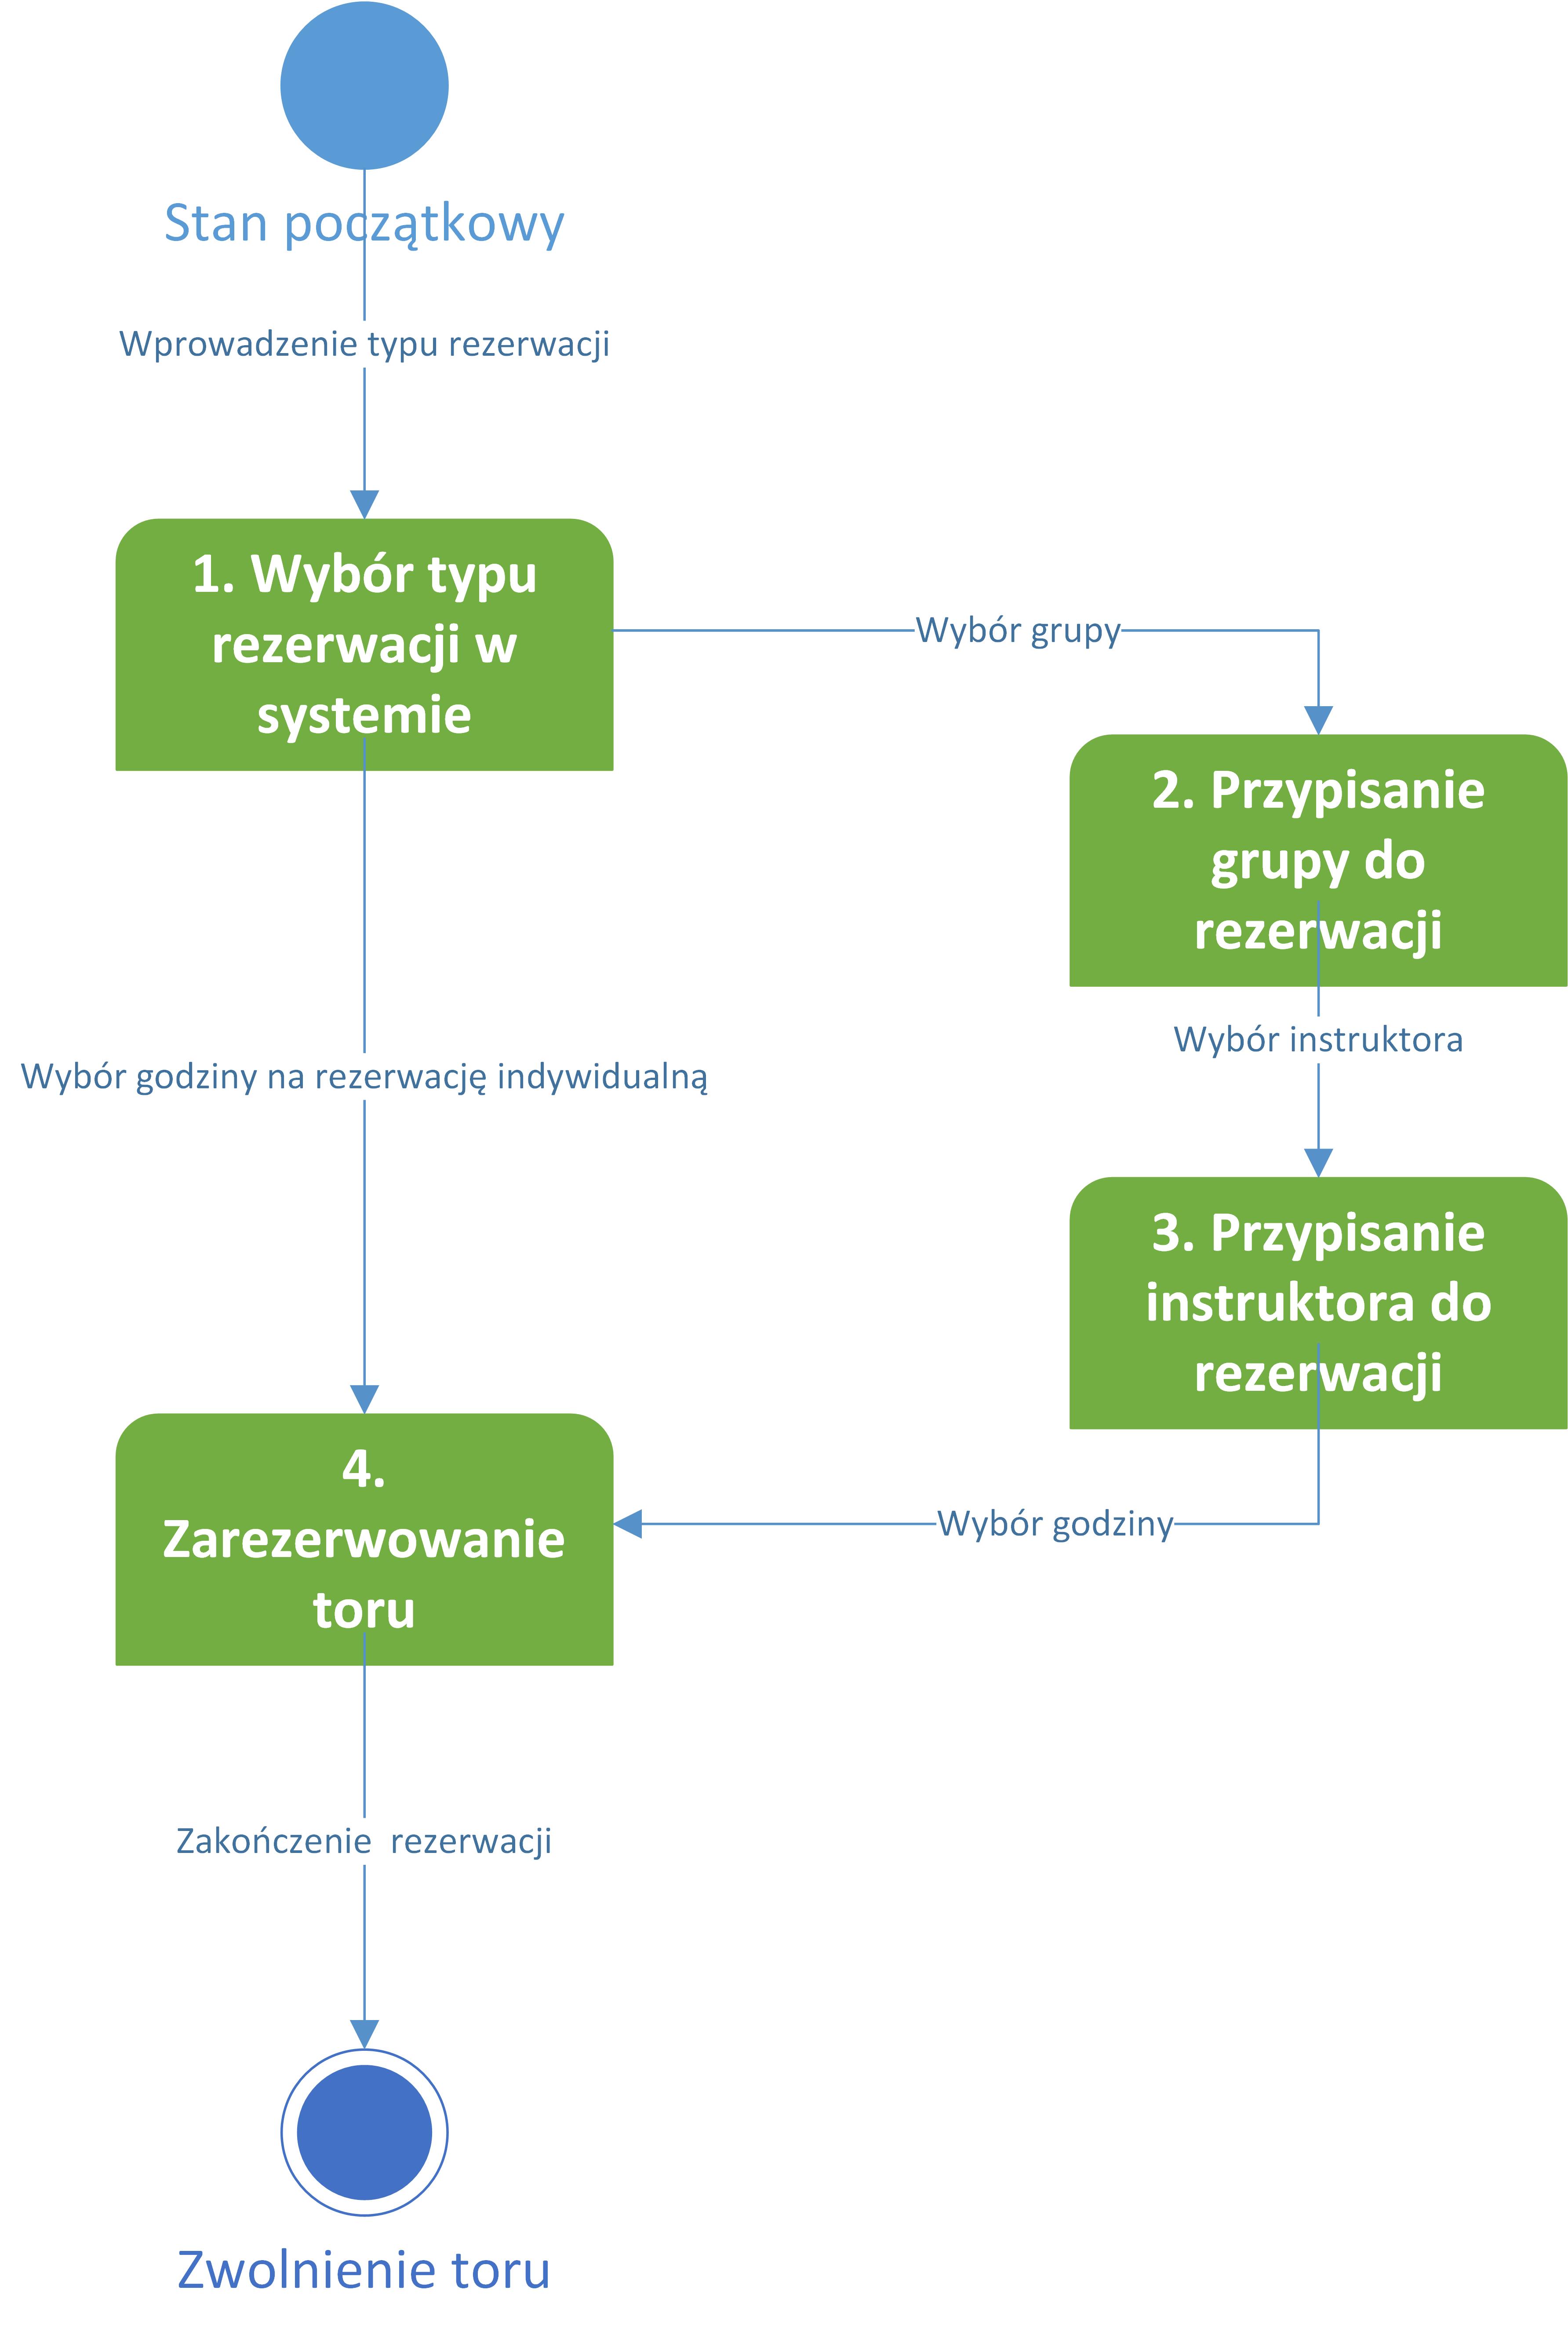 Stan początkowy
Wprowadzenie typu rezerwacji
1. Wybór typu
rezerwacji w
systemie
Wybór grupy
2. Przypisanie
grupy do
rezerwacji
Wybór instruktora
Wybór godziny na rezerwację indywidualną
3. Przypisanie
instruktora do
rezerwacji
4.
Zarezerwowanie
toru
Wybór godziny
Zakończenie  rezerwacji
Zwolnienie toru